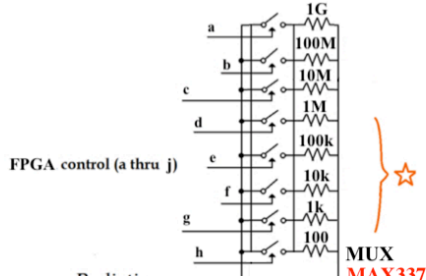 1G
a
100M
b
10M
c
1M
d
100k
FPGA control (a thru j)
e
10k
f
1k
g
100
h
MUX
MAX337